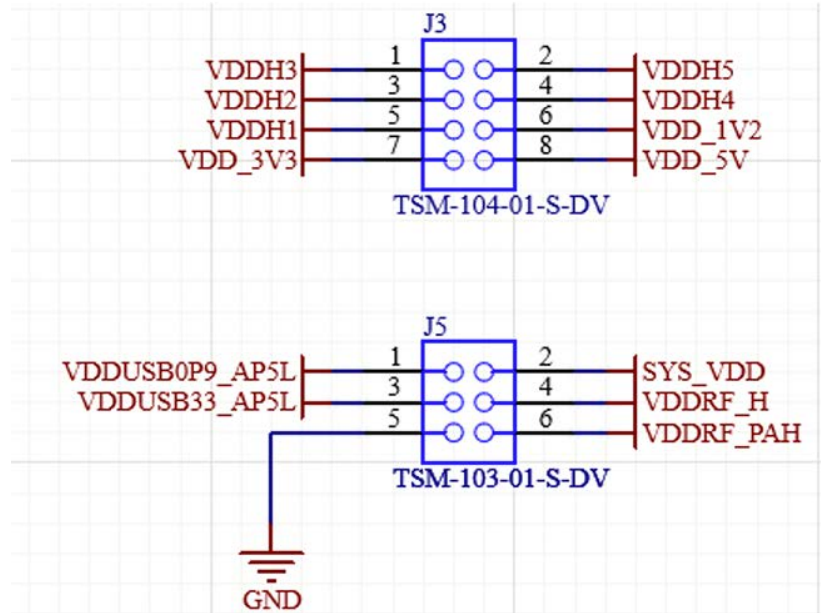 J3
VDDH3 1 2 VDDH5
VDDH2 3 4 VDDH4
VDDH1 5 6 VDD_1V2
VDD_3V3 7 8 VDD_5V
TSM-104-01-S-DV
J5
VDDUSB0P9_AP5L 1 2 SYS_VDD
VDDUSB33_AP5L 3 4 VDDRF_H
5 6 VDDRF_PAH
TSM-103-01-S-DV
GND